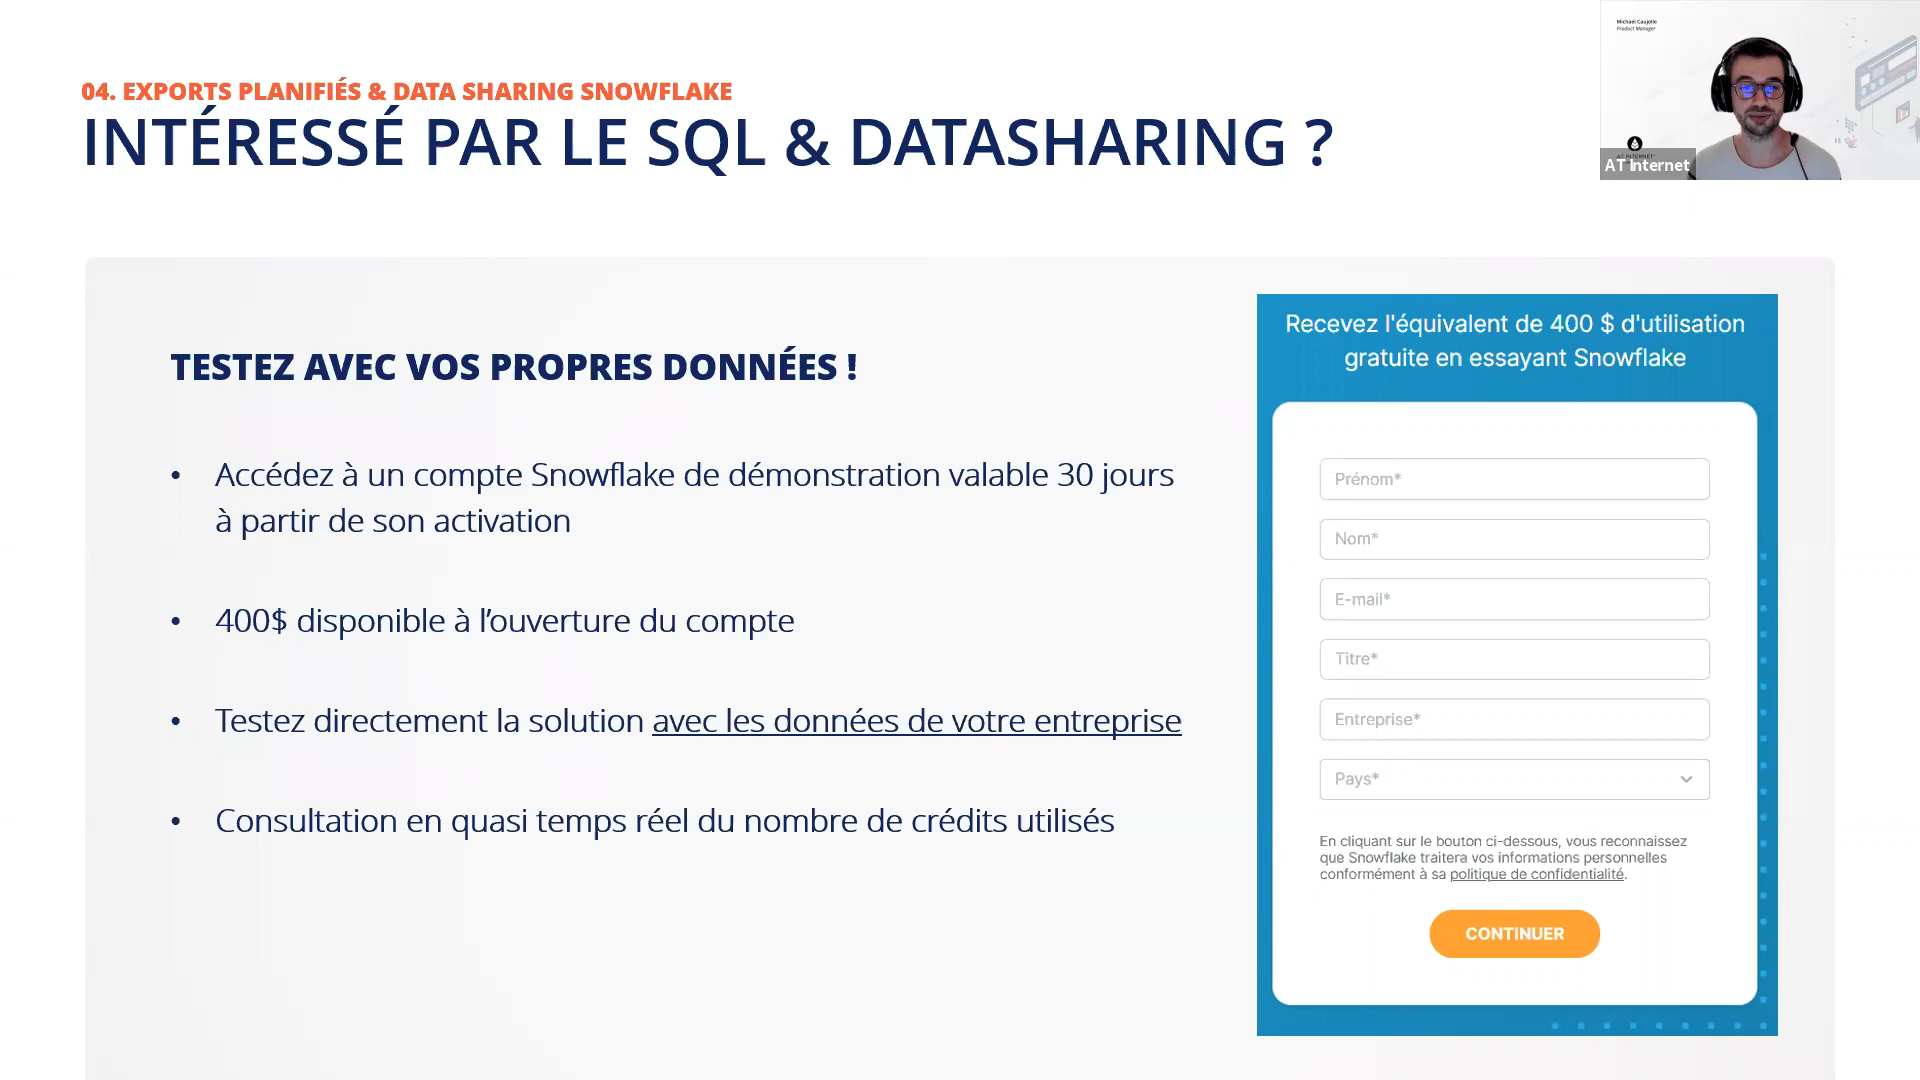 04. EXPORTS PLANIFIÉS & DATA SHARING SNOWFLAKE
INTÉRESSÉ PAR LE SQL & DATASHARING ?
Michael Caujolle
Product Manager
AT Internet
TESTEZ AVEC VOS PROPRES DONNÉES !
• Accédez à un compte Snowflake de démonstration valable 30 jours
à partir de son activation
• 400$ disponible à l’ouverture du compte
• Testez directement la solution avec les données de votre entreprise
• Consultation en quasi temps réel du nombre de crédits utilisés
Recevez l'équivalent de 400 $ d'utilisation
gratuite en essayant Snowflake
Prénom*
Nom*
E-mail*
Titre*
Entreprise*
Pays*
En cliquant sur le bouton ci-dessous, vous reconnaissez
que Snowflake traitera vos informations personnelles
conformément à sa politique de confidentialité.
CONTINUER